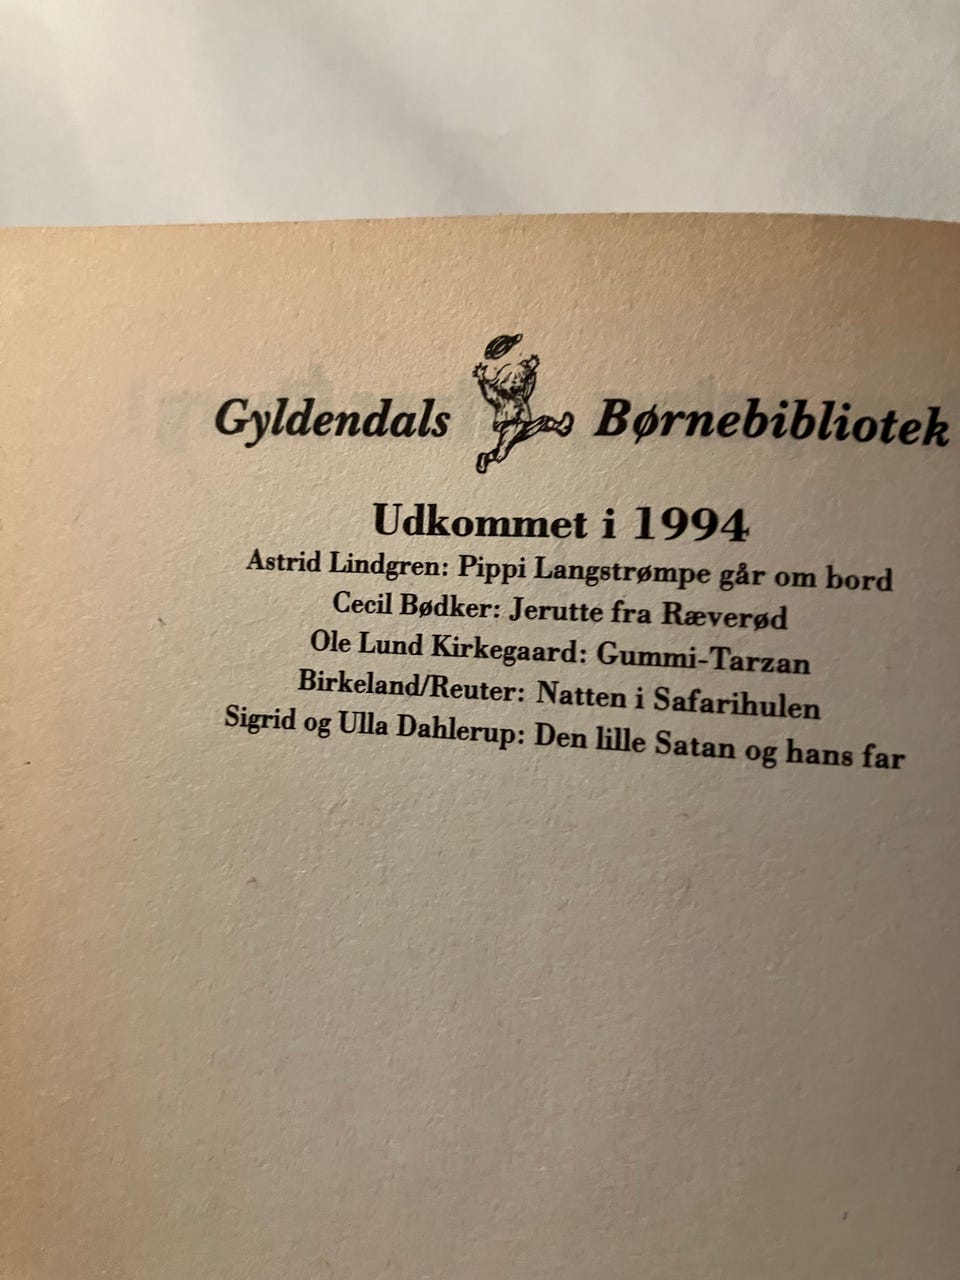 Gyldendals Børnebibliotek
Udkommet i 1994
Astrid Lindgren: Pippi Langstrømpe går om bord
Cecil Bødker: Jerutte fra Ræverød
Ole Lund Kirkegaard: Gummi-Tarzan
Birkeland/Reuter: Natten i Safarihulen
Sigrid og Ulla Dahlerup: Den lille Satan og hans far